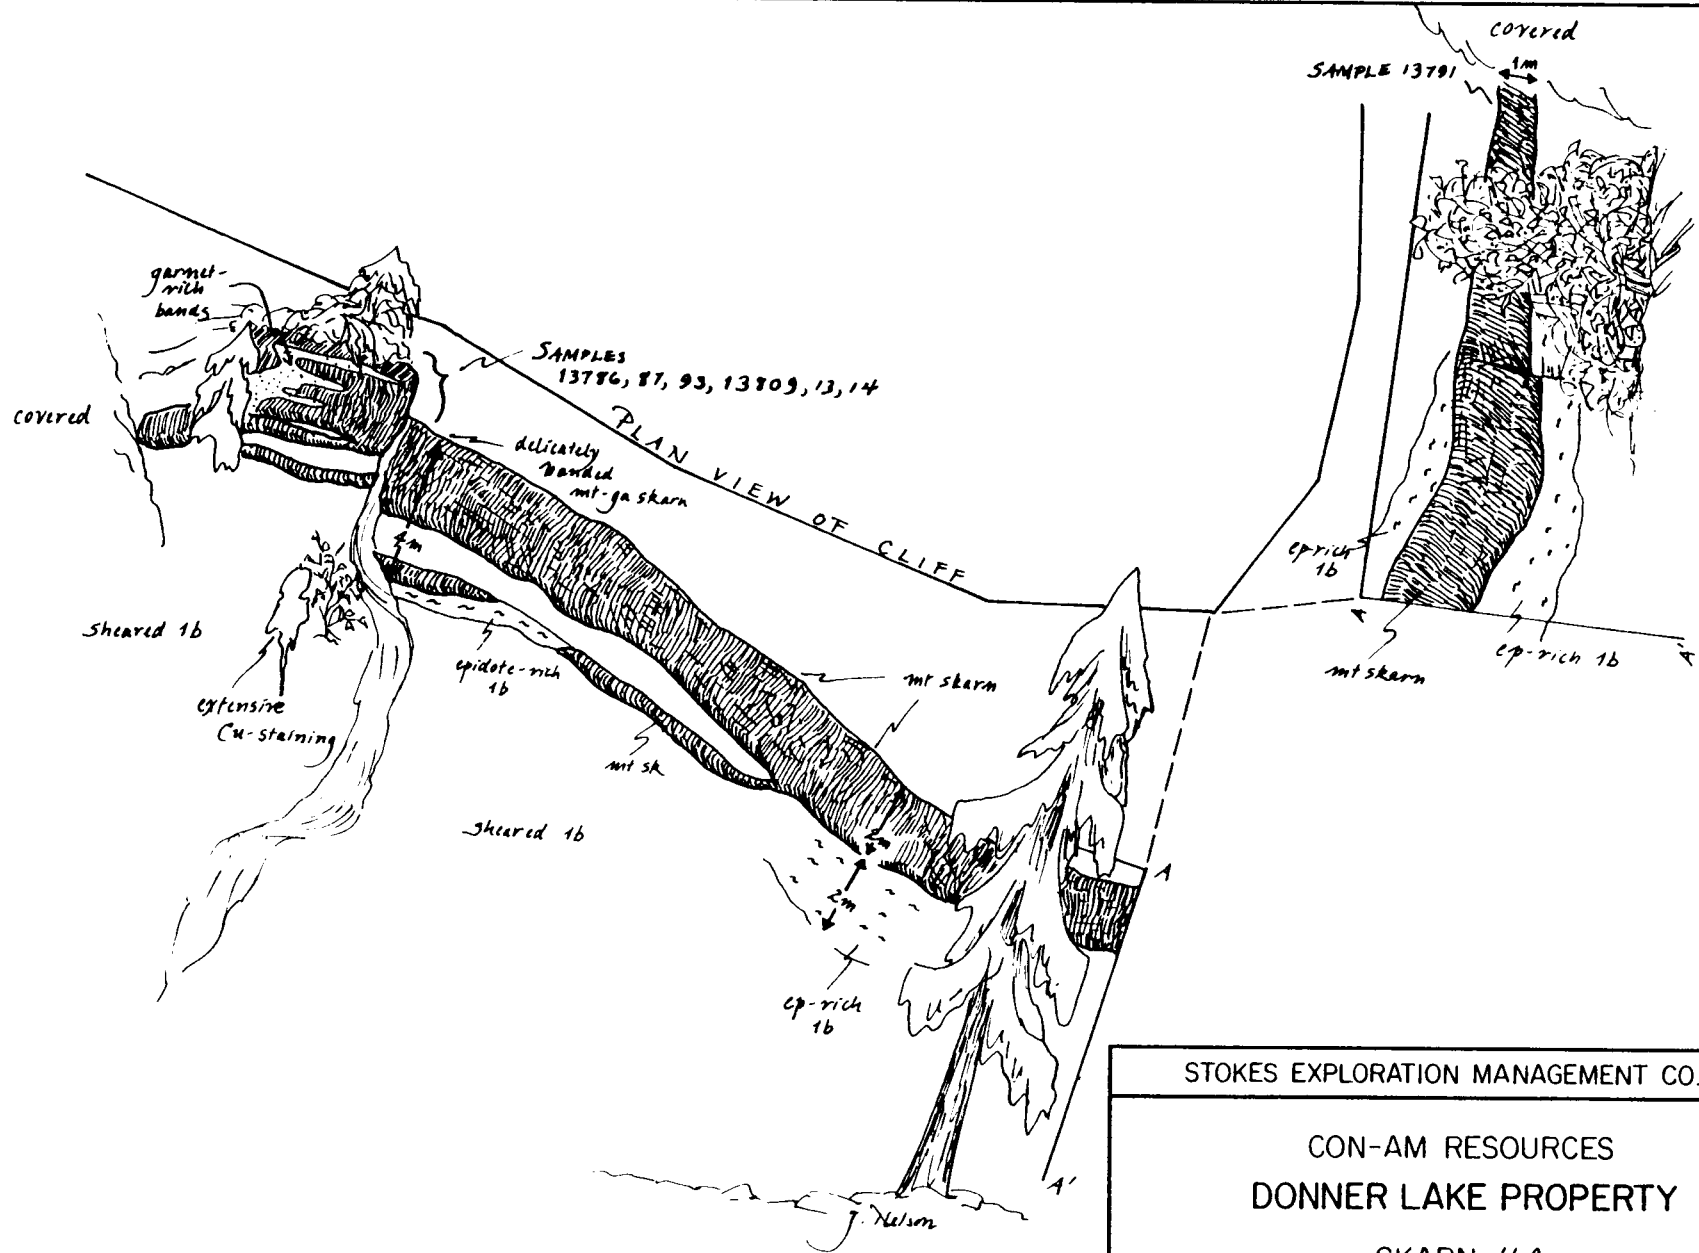 covered
1m
SAMPLE 13791
garnet-
rich
bands
SAMPLES
13786, 87, 93, 13809, 13, 14
covered
PLAN VIEW OF CLIFF
delicately
banded
mt-ga skarn
4m
ep-rich
1b
A
A'
mt skarn
ep-rich 1b
sheared 1b
epidote-rich
1b
mt skarn
extensive
Cu-staining
mt sk
sheared 1b
2m
2m
A
ep-rich
1b
A'
J. Nelson
STOKES EXPLORATION MANAGEMENT CO.
CON-AM RESOURCES
DONNER LAKE PROPERTY